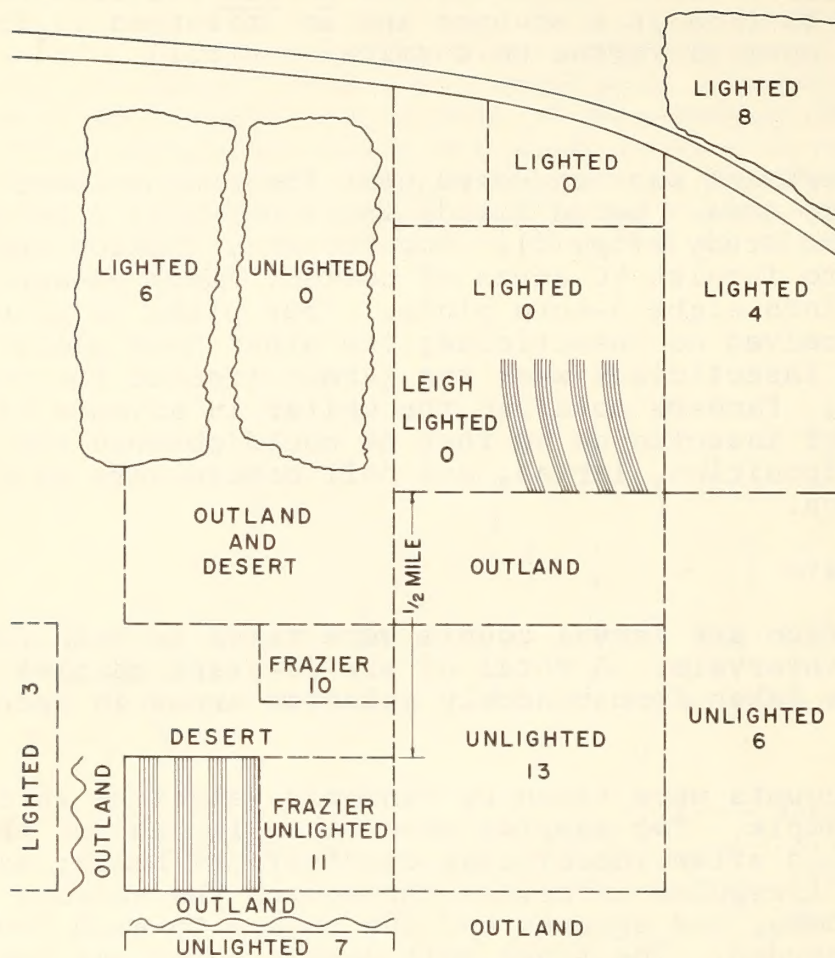 LIGHTED
8
LIGHTED
0
LIGHTED
6
UNLIGHTED
0
LIGHTED
0
LIGHTED
4
LEIGH
LIGHTED
0
OUTLAND
AND
DESERT
1/2 MILE
OUTLAND
FRAZIER
10
LIGHTED 3
DESERT
UNLIGHTED
13
UNLIGHTED
6
OUTLAND
FRAZIER
UNLIGHTED
11
OUTLAND
UNLIGHTED 7
OUTLAND